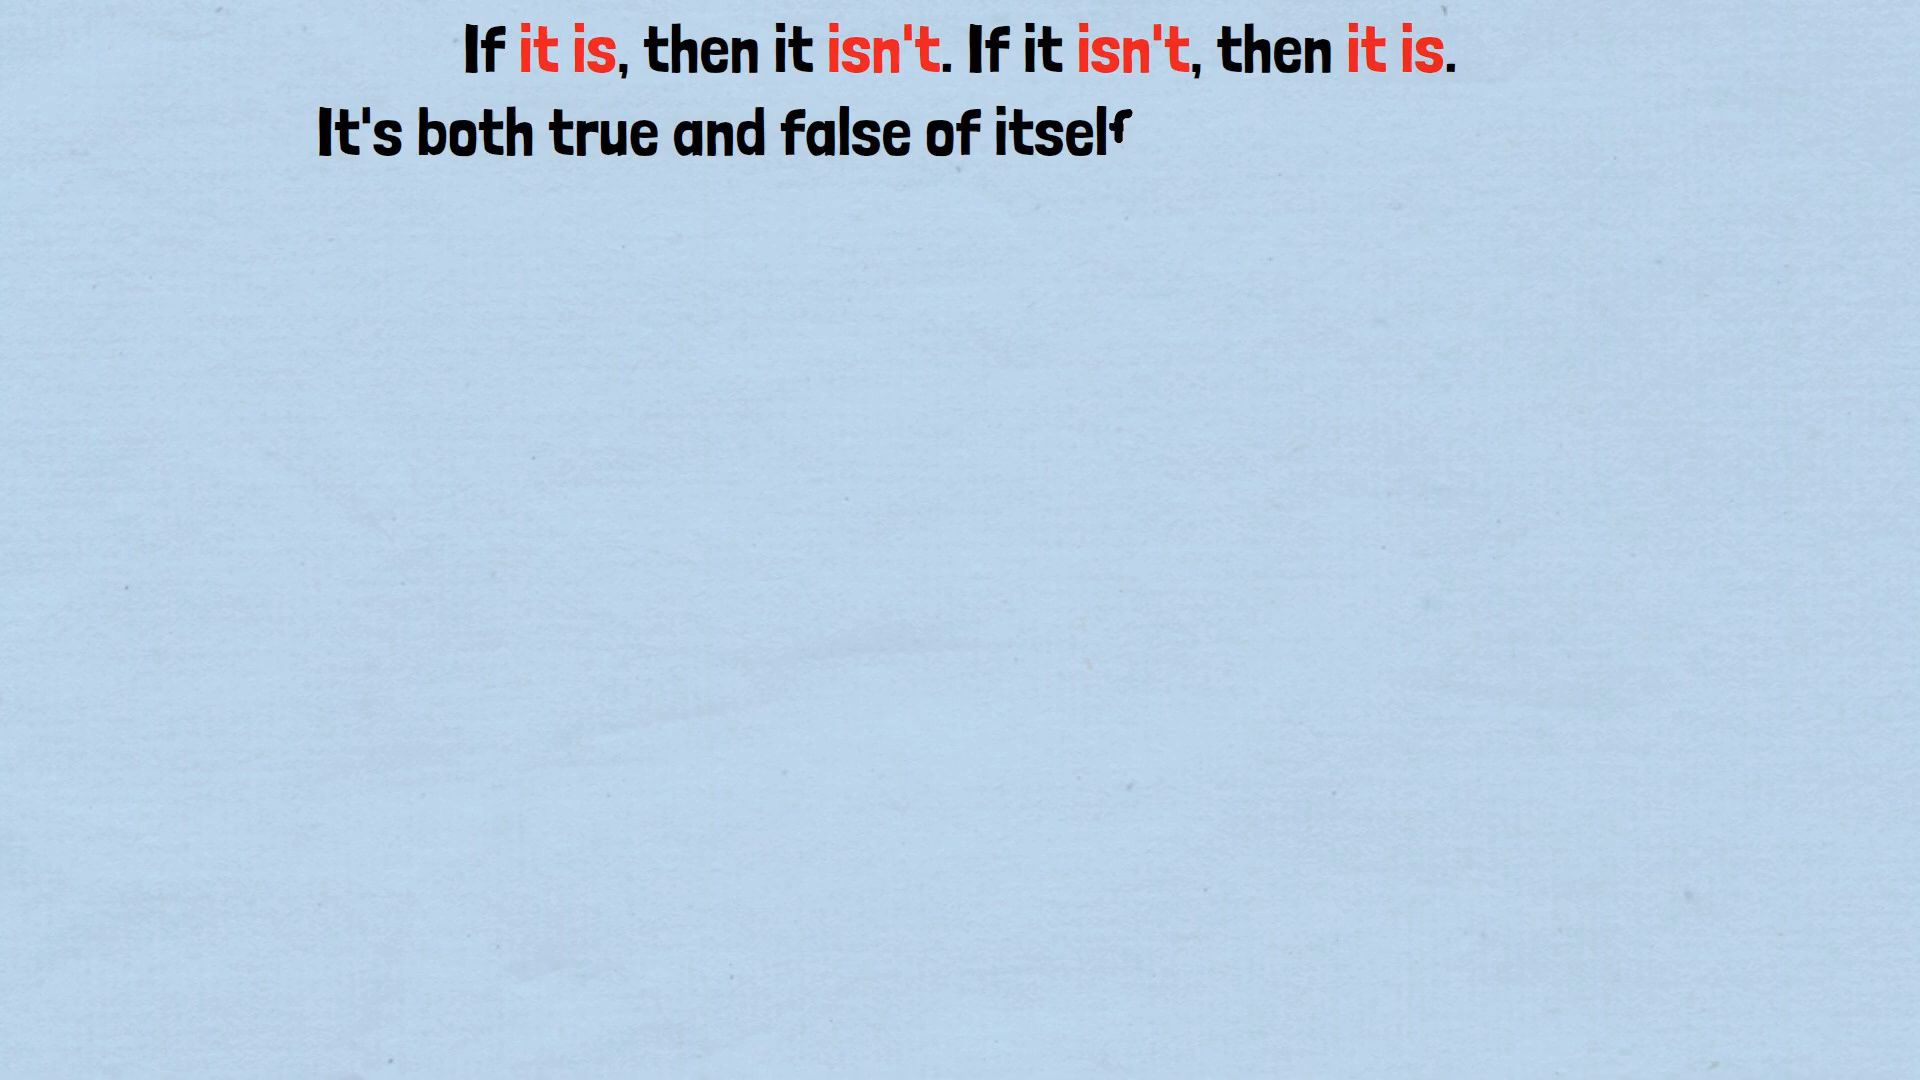 If it is, then it isn't. If it isn't, then it is.
It's both true and false of itself